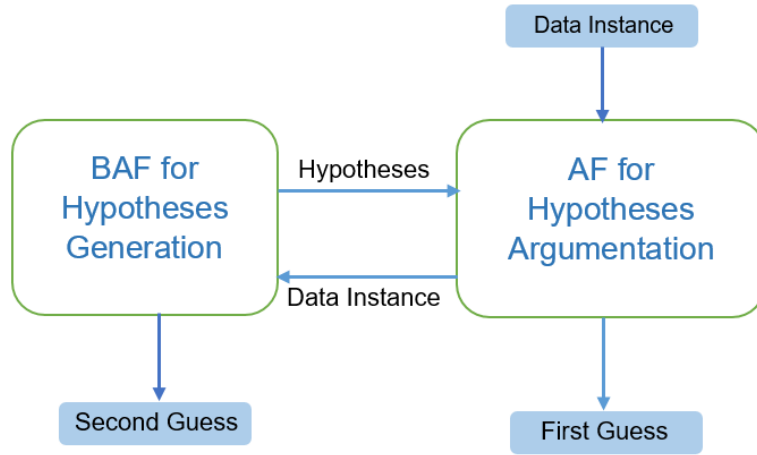 Data Instance
BAF for
Hypotheses
Generation
Hypotheses
Data Instance
AF for
Hypotheses
Argumentation
Second Guess
First Guess